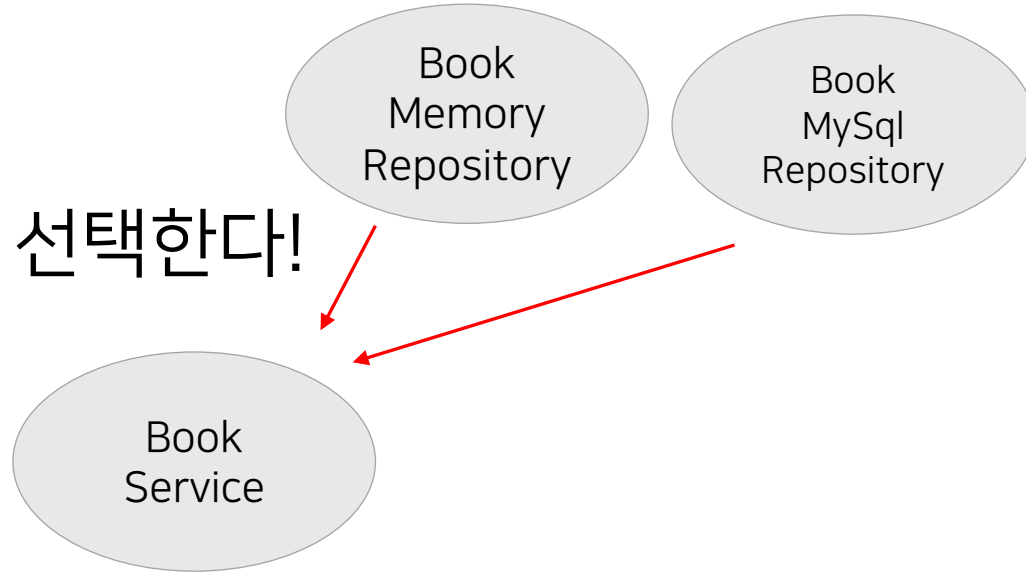 Book
Memory
Repository
Book
MySql
Repository
선택한다!
Book
Service